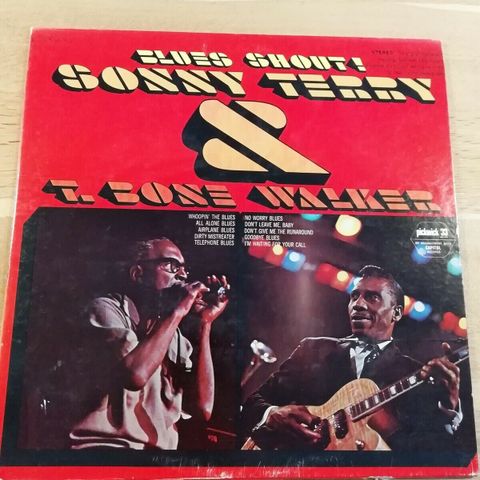 BLUES SHOUT!
STEREO
SONNY TERRY
&
T. BONE WALKER
WHOOPIN' THE BLUES
ALL ALONE BLUES
AIRPLANE BLUES
DIRTY MISTREATER
TELEPHONE BLUES
NO WORRY BLUES
DON'T LEAVE ME, BABY
DON'T GIVE ME THE RUNAROUND
GOODBYE BLUES
I'M WAITING FOR YOUR CALL
pickwick 33
CAPITOL